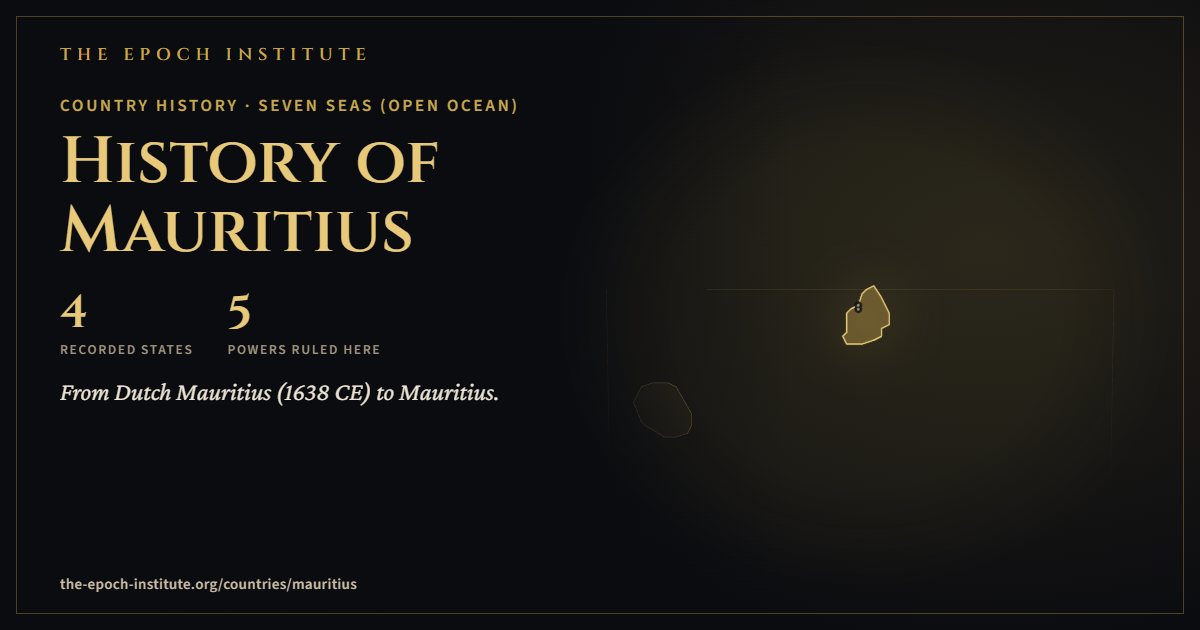 THE EPOCH INSTITUTE
COUNTRY HISTORY · SEVEN SEAS (OPEN OCEAN)
History of
Mauritius
4 5
RECORDED STATES POWERS RULED HERE
From Dutch Mauritius (1638 CE) to Mauritius.
the-epoch-institute.org/countries/mauritius